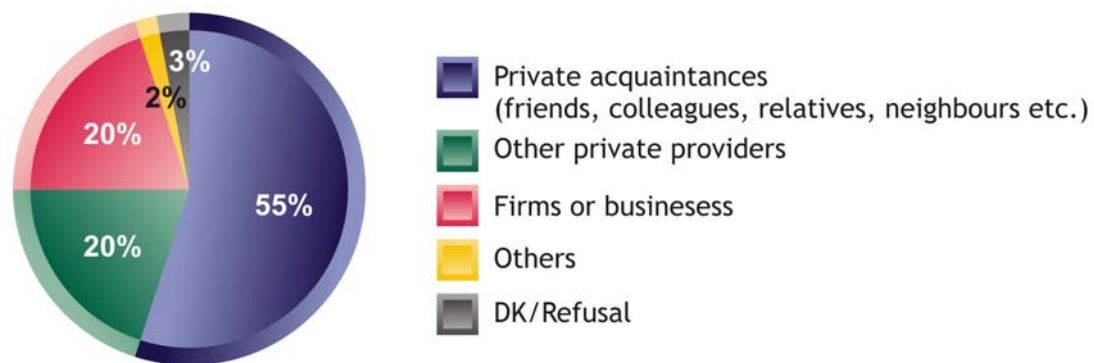 3%
2%
20%
55%
20%
Private acquaintances
(friends, colleagues, relatives, neighbours etc.)
Other private providers
Firms or businesess
Others
DK/Refusal